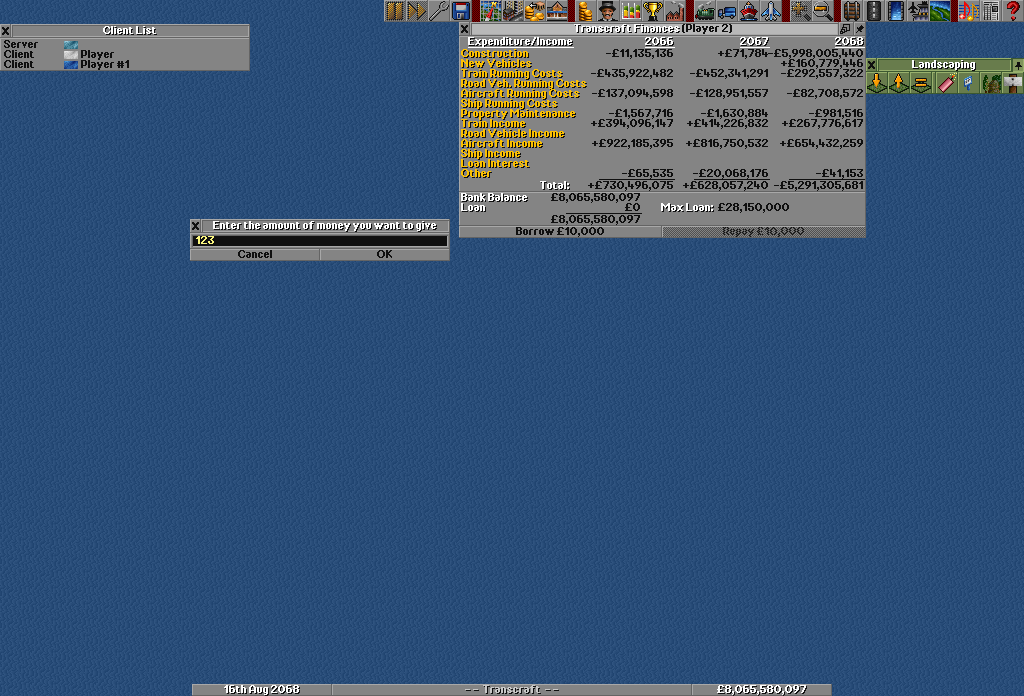 Client List
Server
Client Player
Client Player #1
Transcraft Finances (Player 2)
Expenditure/Income 2066 2067 2068
Construction -£11,135,136 +£71,784 -£5,998,005,440
New Vehicles +£160,779,446
Train Running Costs -£435,922,482 -£452,341,291 -£292,557,322
Road Veh. Running Costs
Aircraft Running Costs -£137,094,598 -£128,951,557 -£82,708,572
Ship Running Costs
Property Maintenance -£1,567,716 -£1,630,884 -£981,516
Train Income +£394,096,147 +£414,226,832 +£267,776,617
Road Vehicle Income
Aircraft Income +£922,185,395 +£816,750,532 +£654,432,259
Ship Income
Loan Interest
Other -£65,535 -£20,068,176 -£41,153
Total: +£730,496,075 +£628,057,240 -£5,291,305,681
Bank Balance £8,065,580,097
Loan £0 Max Loan: £28,150,000
£8,065,580,097
Borrow £10,000 Repay £10,000
Landscaping
Enter the amount of money you want to give
123
Cancel OK
16th Aug 2068 -- Transcraft -- £8,065,580,097